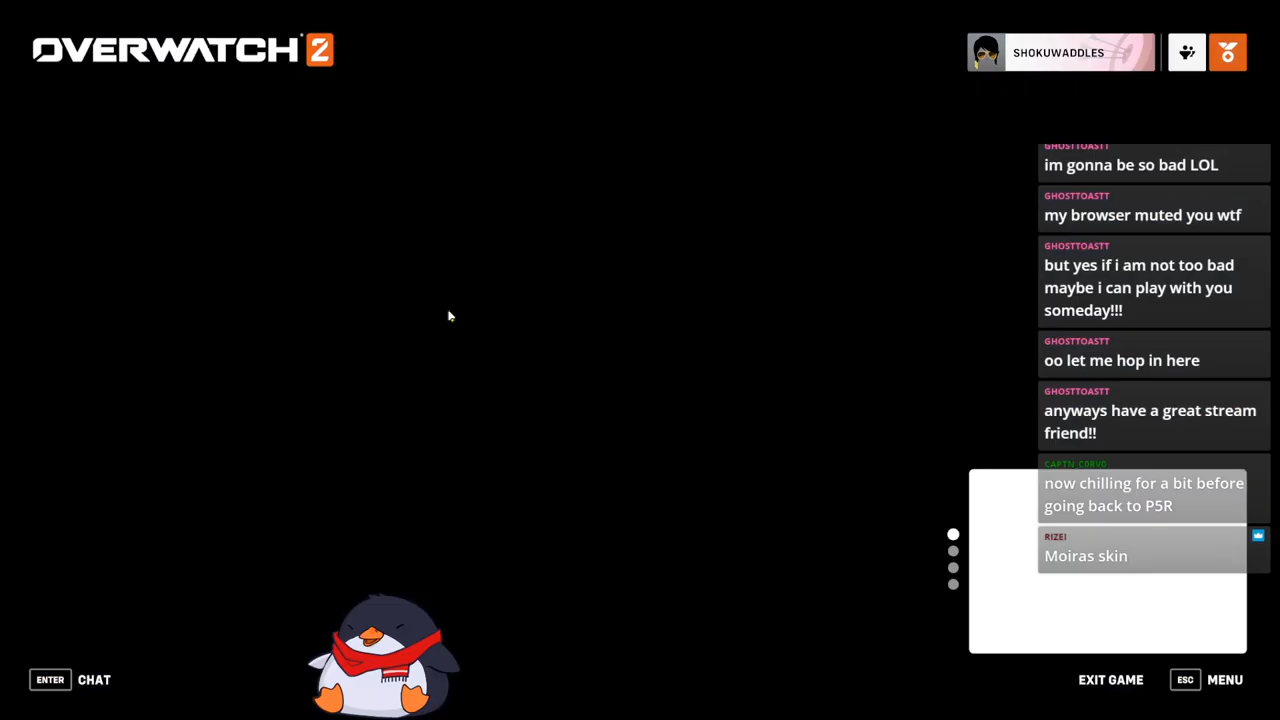 OVERWATCH 2
SHOKUWADDLES
GHOSTTOASTT
im gonna be so bad LOL
GHOSTTOASTT
my browser muted you wtf
GHOSTTOASTT
but yes if i am not too bad
maybe i can play with you
someday!!!
GHOSTTOASTT
oo let me hop in here
GHOSTTOASTT
anyways have a great stream
friend!!
CAPTN_CORVO
now chilling for a bit before
going back to P5R
RIZEI
Moiras skin
ENTER CHAT
EXIT GAME
ESC MENU